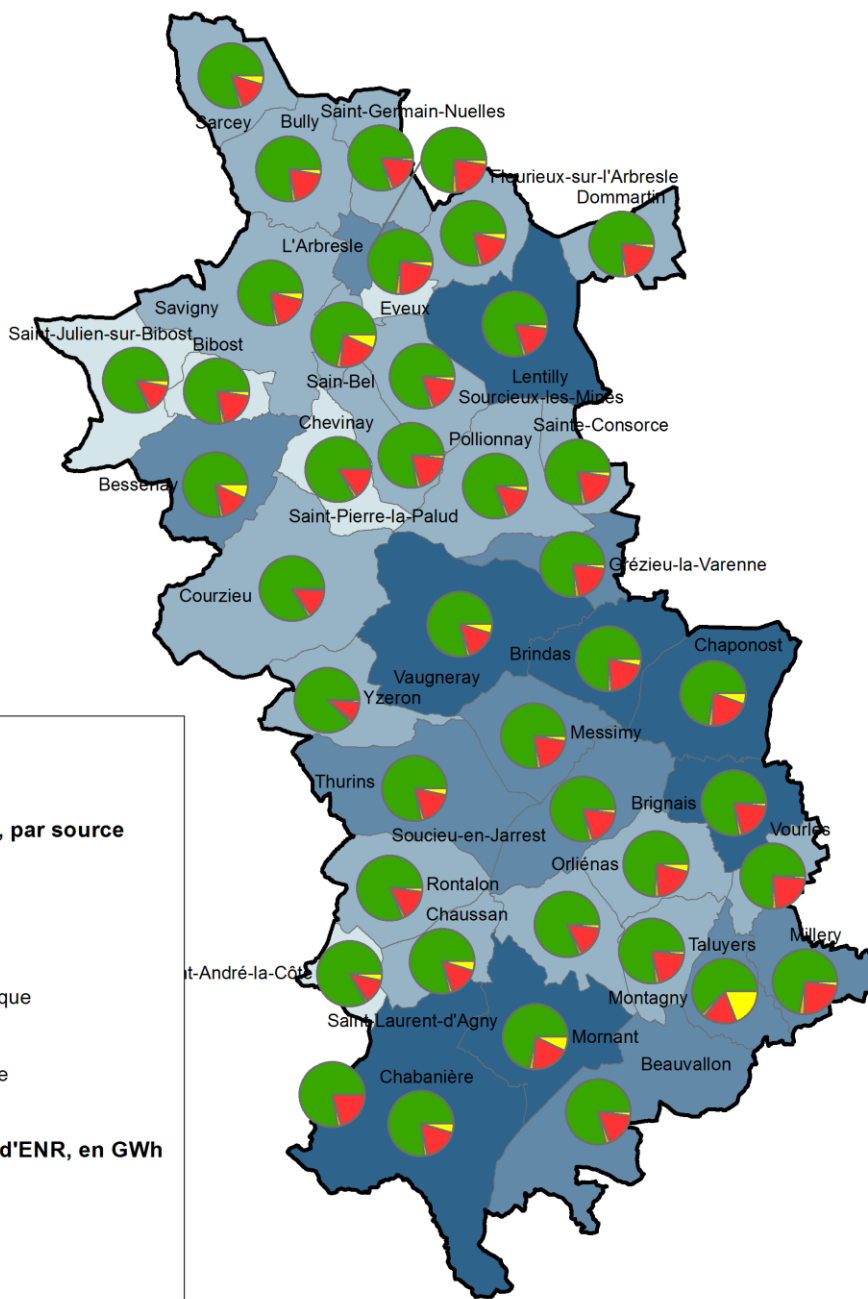 Saint-Germain-Nuelles
Sarcey
Bully
Fleurieux-sur-l'Arbresle
Dommartin
L'Arbresle
Savigny
Eveux
Saint-Julien-sur-Bibost
Bibost
Sain-Bel
Lentilly
Sourcieux-les-Mines
Chevinay
Sainte-Consorce
Pollionnay
Bessenay
Saint-Pierre-la-Palud
Grézieu-la-Varenne
Courzieu
Brindas
Chaponost
Vaugneray
Yzeron
Messimy
Thurins
Brignais
, par source
Soucieu-en-Jarrest
Vourles
Orliénas
Rontalon
Chaussan
Taluyers
Millery
nt-André-la-Côte
que
Montagny
Saint-Laurent-d'Agny
Mornant
Beauvallon
e
Chabanière
d'ENR, en GWh